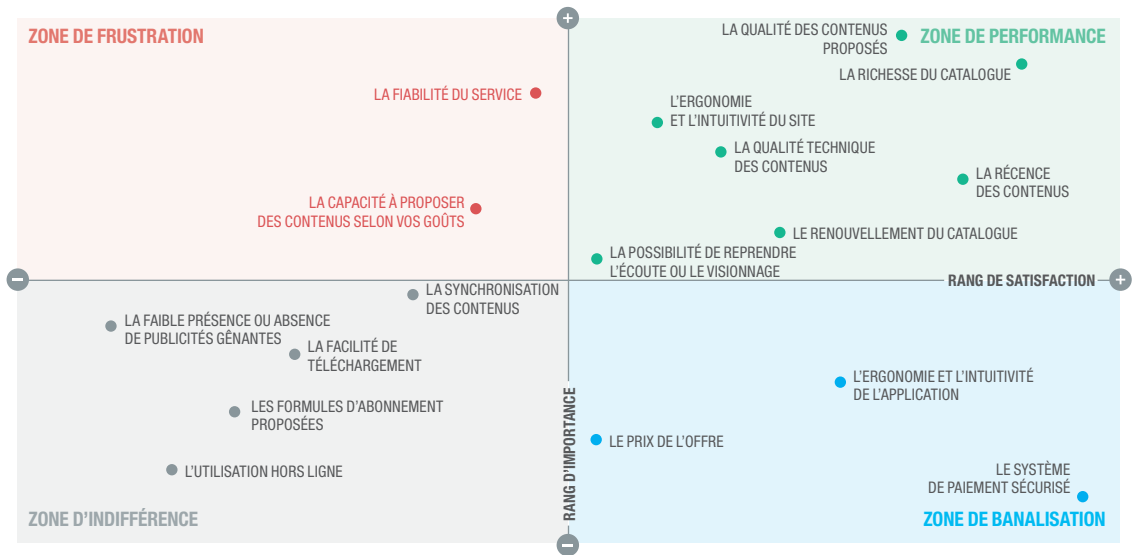 ZONE DE FRUSTRATION
LA FIABILITÉ DU SERVICE
LA CAPACITÉ À PROPOSER
DES CONTENUS SELON VOS GOÛTS
LA QUALITÉ DES CONTENUS
PROPOSÉS
ZONE DE PERFORMANCE
LA RICHESSE DU CATALOGUE
L'ERGONOMIE
ET L'INTUITIVITÉ DU SITE
LA QUALITÉ TECHNIQUE
DES CONTENUS
LA RÉCENCE
DES CONTENUS
LE RENOUVELLEMENT DU CATALOGUE
LA POSSIBILITÉ DE REPRENDRE
L'ÉCOUTE OU LE VISIONNAGE
RANG DE SATISFACTION
LA SYNCHRONISATION
DES CONTENUS
LA FAIBLE PRÉSENCE OU ABSENCE
DE PUBLICITÉS GÊNANTES
LA FACILITÉ DE
TÉLÉCHARGEMENT
LES FORMULES D'ABONNEMENT
PROPOSÉES
L'UTILISATION HORS LIGNE
ZONE D'INDIFFÉRENCE
RANG D'IMPORTANCE
L'ERGONOMIE ET L'INTUITIVITÉ
DE L'APPLICATION
LE PRIX DE L'OFFRE
LE SYSTÈME
DE PAIEMENT SÉCURISÉ
ZONE DE BANALISATION